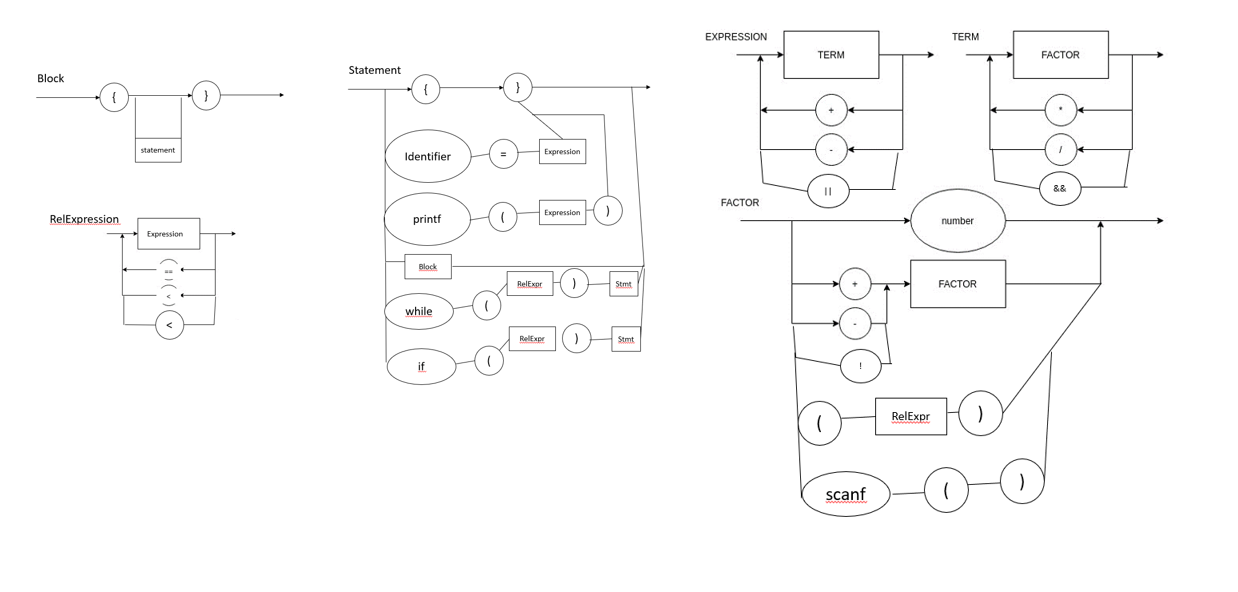 Block
{
}
statement
RelExpression
Expression
==
<
<
Statement
{
}
Identifier
=
Expression
printf
(
Expression
)
Block
while
(
RelExpr
)
Stmt
if
(
RelExpr
)
Stmt
EXPRESSION
TERM
+
-
||
TERM
FACTOR
*
/
&&
FACTOR
number
+
FACTOR
-
!
(
RelExpr
)
scanf
(
)